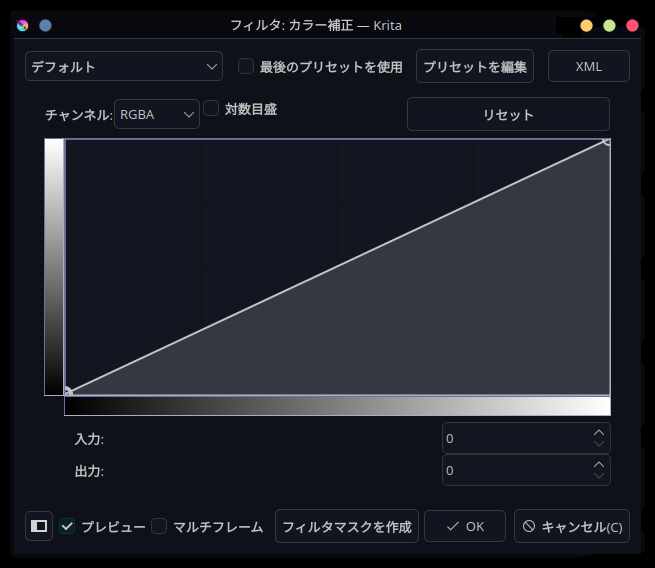 フィルタ: カラー補正 — Krita
デフォルト 最後のプリセットを使用 プリセットを編集 XML
チャンネル: RGBA 対数目盛 リセット
入力: 0
出力: 0
プレビュー マルチフレーム フィルタマスクを作成 OK キャンセル(C)